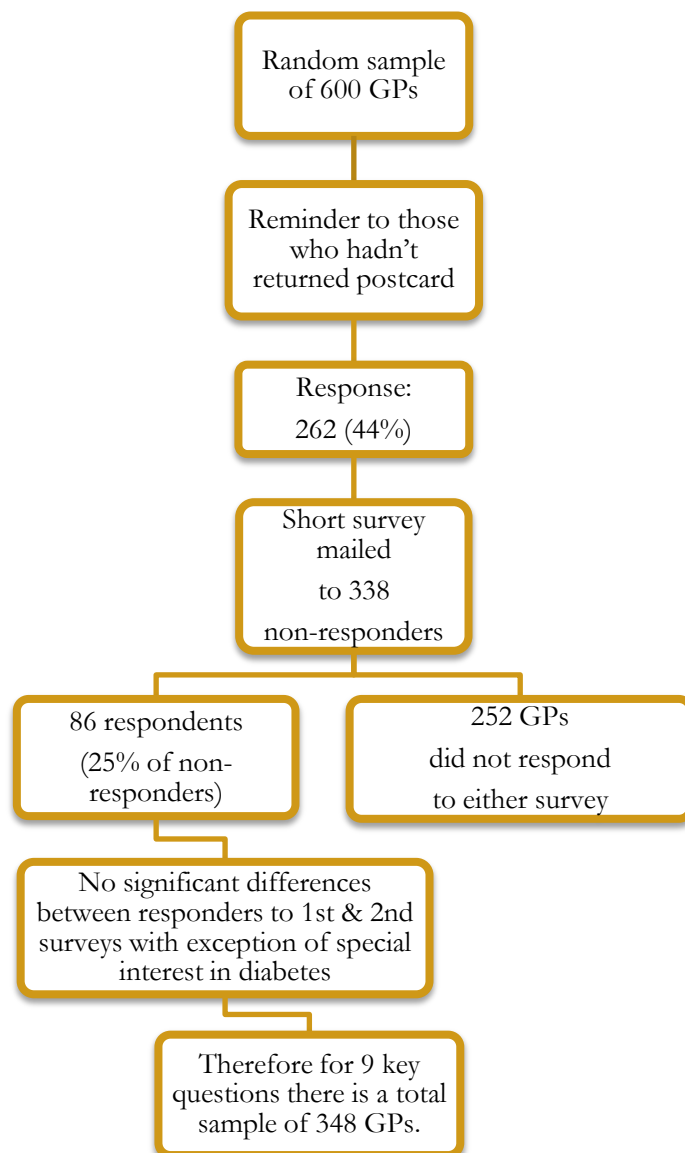 Random sample
of 600 GPs
Reminder to those
who hadn’t
returned postcard
Response:
262 (44%)
Short survey
mailed
to 338
non-responders
86 respondents
(25% of non-
responders)
252 GPs
did not respond
to either survey
No significant differences
between responders to 1st & 2nd
surveys with exception of special
interest in diabetes
Therefore for 9 key
questions there is a total
sample of 348 GPs.